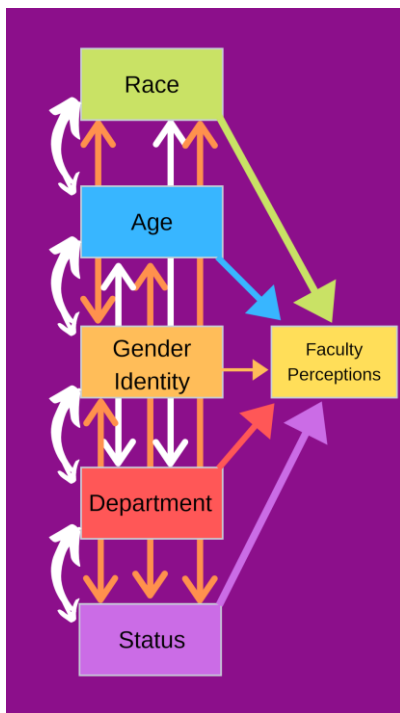 Race
Age
Gender
Identity
Faculty
Perceptions
Department
Status